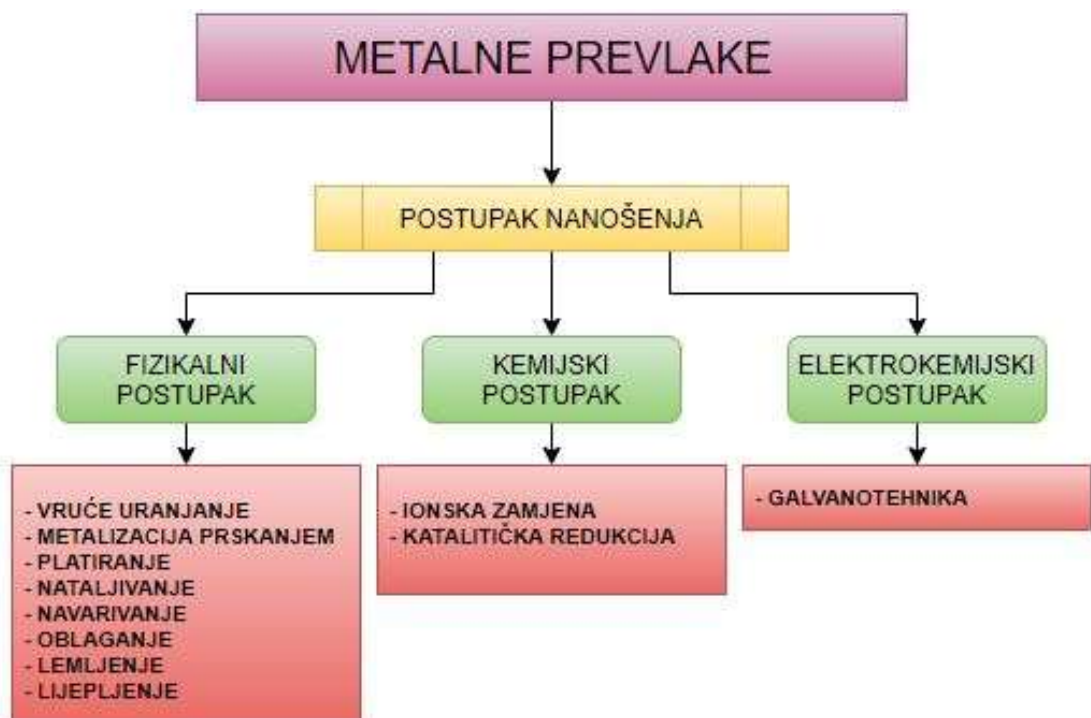 METALNE PREVLAKE
POSTUPAK NANOŠENJA
FIZIKALNI
POSTUPAK
KEMIJSKI
POSTUPAK
ELEKTROKEMIJSKI
POSTUPAK
- VRUĆE URANJANJE
- METALIZACIJA PRSKANJEM
- PLATIRANJE
- NATALJIVANJE
- NAVARIVANJE
- OBLAGANJE
- LEMLJENJE
- LIJEPLJENJE
- IONSKA ZAMJENA
- KATALITIČKA REDUKCIJA
- GALVANOTEHNIKA